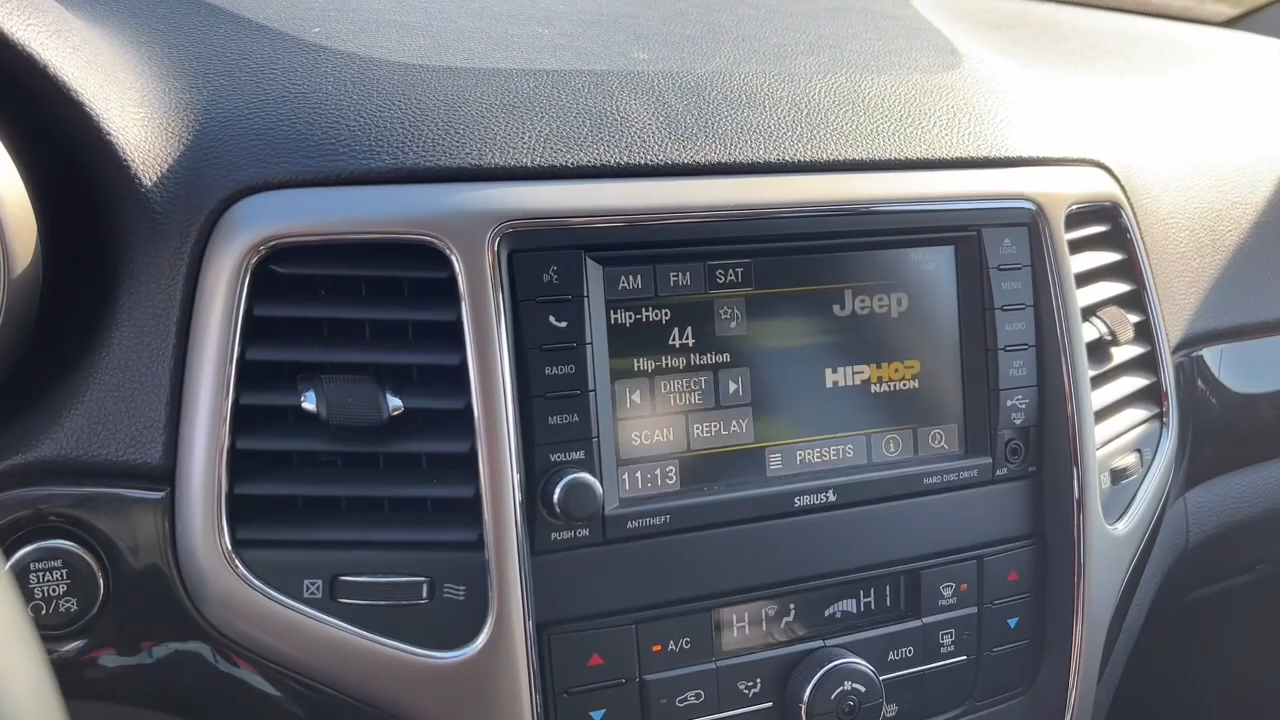 AM FM SAT
Jeep
Hip-Hop
44
Hip-Hop Nation
DIRECT
TUNE
HIPHOP
NATION
SCAN REPLAY
PRESETS
11:13
RADIO
MEDIA
VOLUME
PUSH ON
ANTITHEFT
SIRIUS
HARD DISC DRIVE
LOAD
MENU
AUDIO
MY
FILES
PULL
AUX
ENGINE
START
STOP
A/C
HI HI
FRONT
AUTO
REAR